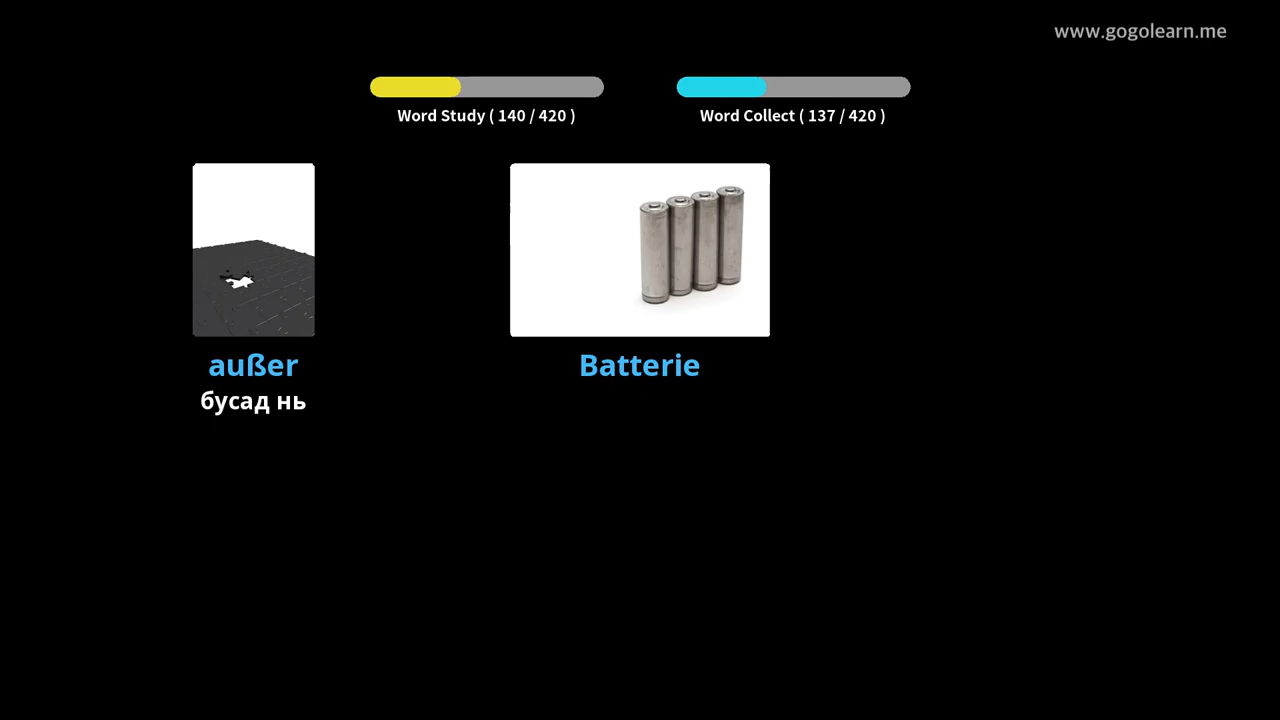 www.gogolearn.me
Word Study ( 140 / 420 )
Word Collect ( 137 / 420 )
außer
бусад нь
Batterie